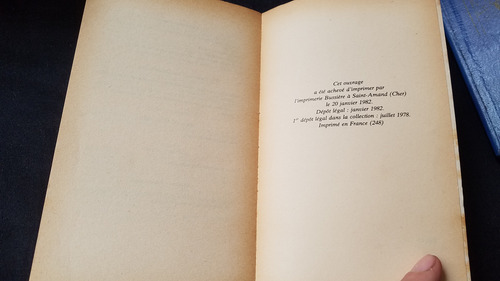 Cet ouvrage
a été achevé d'imprimer par
l'imprimerie Bussière à Saint-Amand (Cher)
le 20 janvier 1982.
Dépôt légal : janvier 1982.
1er dépôt légal dans la collection : juillet 1978.
Imprimé en France (248)